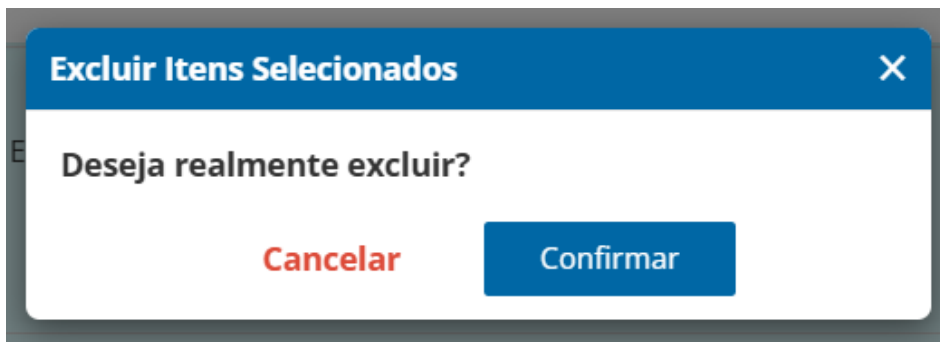 Excluir Itens Selecionados ×
E
Deseja realmente excluir?
Cancelar Confirmar